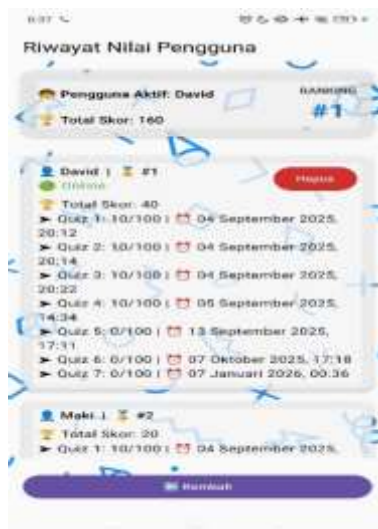 6:37
Riwayat Nilai Pengguna
Pengguna Aktif: David
RANKING
Total Skor: 160
#1
David | #1
Online
Hapus
Total Skor: 40
► Quiz 1: 10/100 | ⏰ 04 September 2025,
20:12
► Quiz 2: 10/100 | ⏰ 04 September 2025,
20:14
► Quiz 3: 10/100 | ⏰ 04 September 2025,
20:22
► Quiz 4: 10/100 | ⏰ 05 September 2025,
14:34
► Quiz 5: 0/100 | ⏰ 13 September 2025,
17:11
► Quiz 6: 0/100 | ⏰ 07 Oktober 2025, 17:18
► Quiz 7: 0/100 | ⏰ 07 Januari 2026, 00:36
Maki | #2
Total Skor: 20
► Quiz 1: 10/100 | ⏰ 04 September 2025,
Kembali